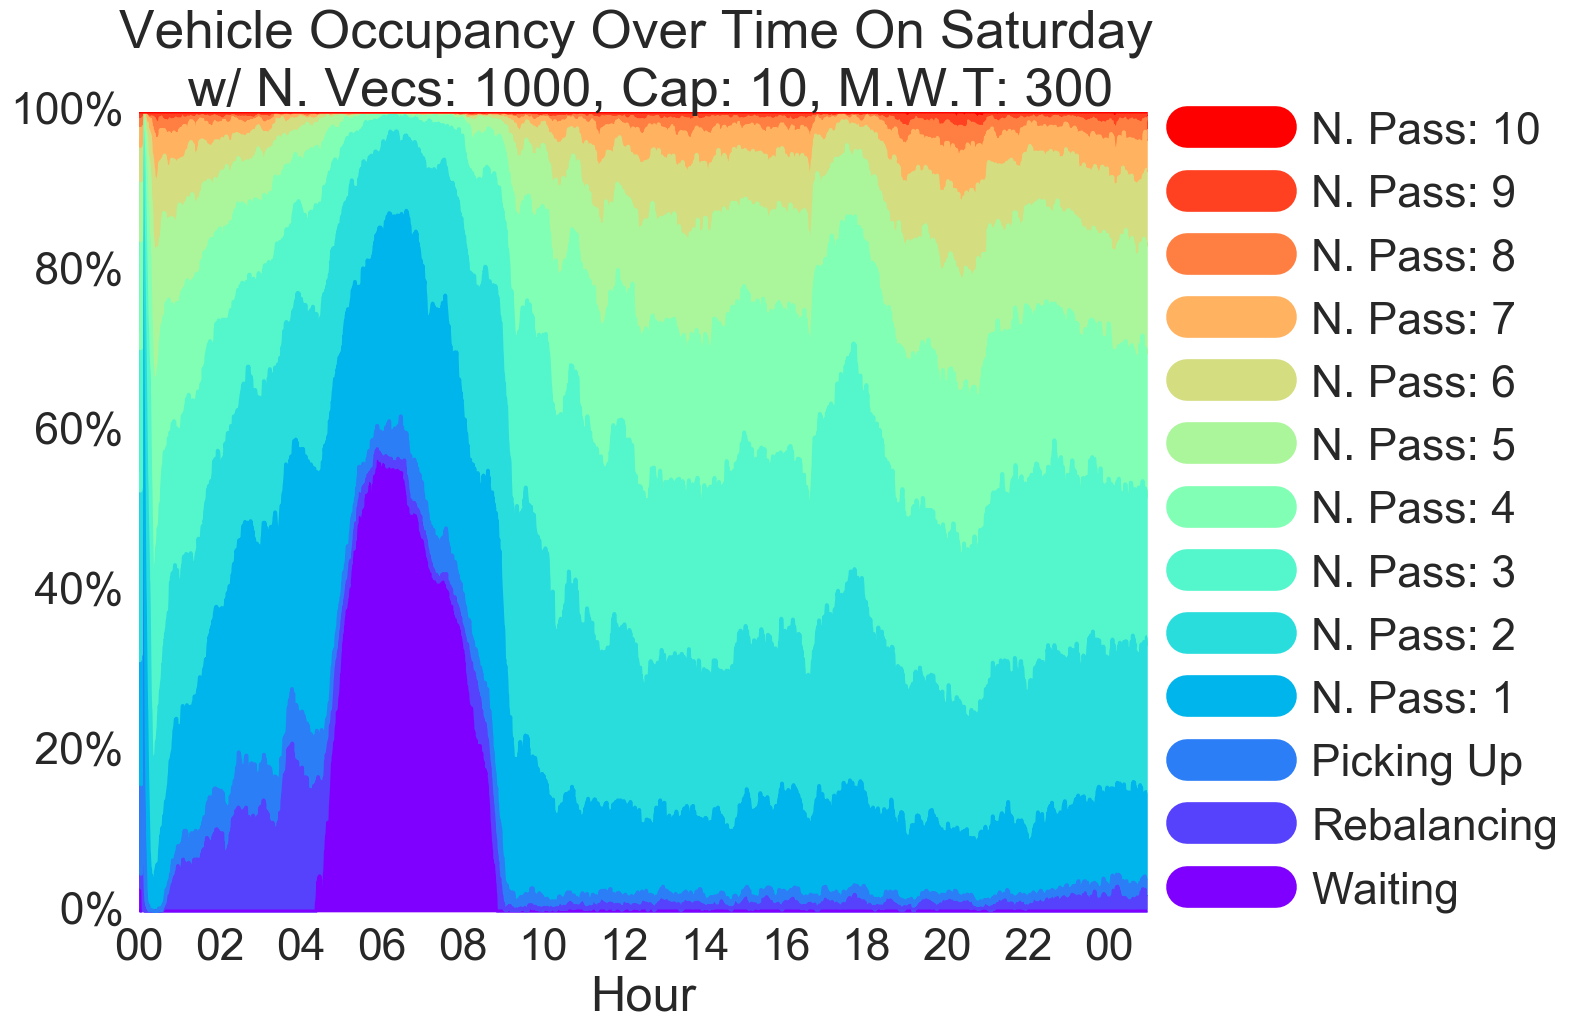 Vehicle Occupancy Over Time On Saturday
w/ N. Vecs: 1000, Cap: 10, M.W.T: 300
100%
80%
60%
40%
20%
0%
00 02 04 06 08 10 12 14 16 18 20 22 00
Hour
N. Pass: 10
N. Pass: 9
N. Pass: 8
N. Pass: 7
N. Pass: 6
N. Pass: 5
N. Pass: 4
N. Pass: 3
N. Pass: 2
N. Pass: 1
Picking Up
Rebalancing
Waiting